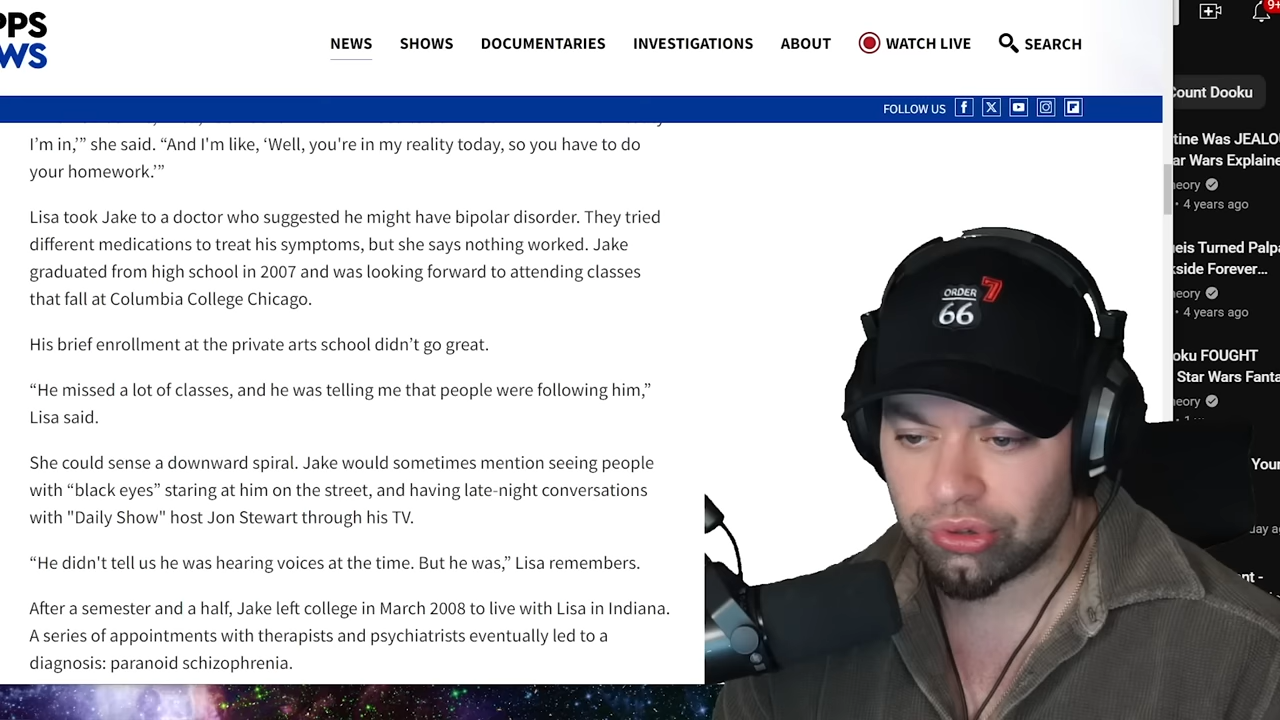 PPS
WS
NEWS SHOWS DOCUMENTARIES INVESTIGATIONS ABOUT WATCH LIVE SEARCH
9+
FOLLOW US
I'm in,'” she said. “And I'm like, ‘Well, you're in my reality today, so you have to do
your homework.’”
Lisa took Jake to a doctor who suggested he might have bipolar disorder. They tried
different medications to treat his symptoms, but she says nothing worked. Jake
graduated from high school in 2007 and was looking forward to attending classes
that fall at Columbia College Chicago.
His brief enrollment at the private arts school didn’t go great.
“He missed a lot of classes, and he was telling me that people were following him,”
Lisa said.
She could sense a downward spiral. Jake would sometimes mention seeing people
with “black eyes” staring at him on the street, and having late-night conversations
with "Daily Show" host Jon Stewart through his TV.
“He didn't tell us he was hearing voices at the time. But he was,” Lisa remembers.
After a semester and a half, Jake left college in March 2008 to live with Lisa in Indiana.
A series of appointments with therapists and psychiatrists eventually led to a
diagnosis: paranoid schizophrenia.
ORDER 7
66
Count Dooku
tine Was JEALO
ar Wars Explaine
heory
• 4 years ago
eis Turned Palpa
kside Forever...
heory
• 4 years ago
oku FOUGHT
Star Wars Fanta
heory
Your
day ag
nt -